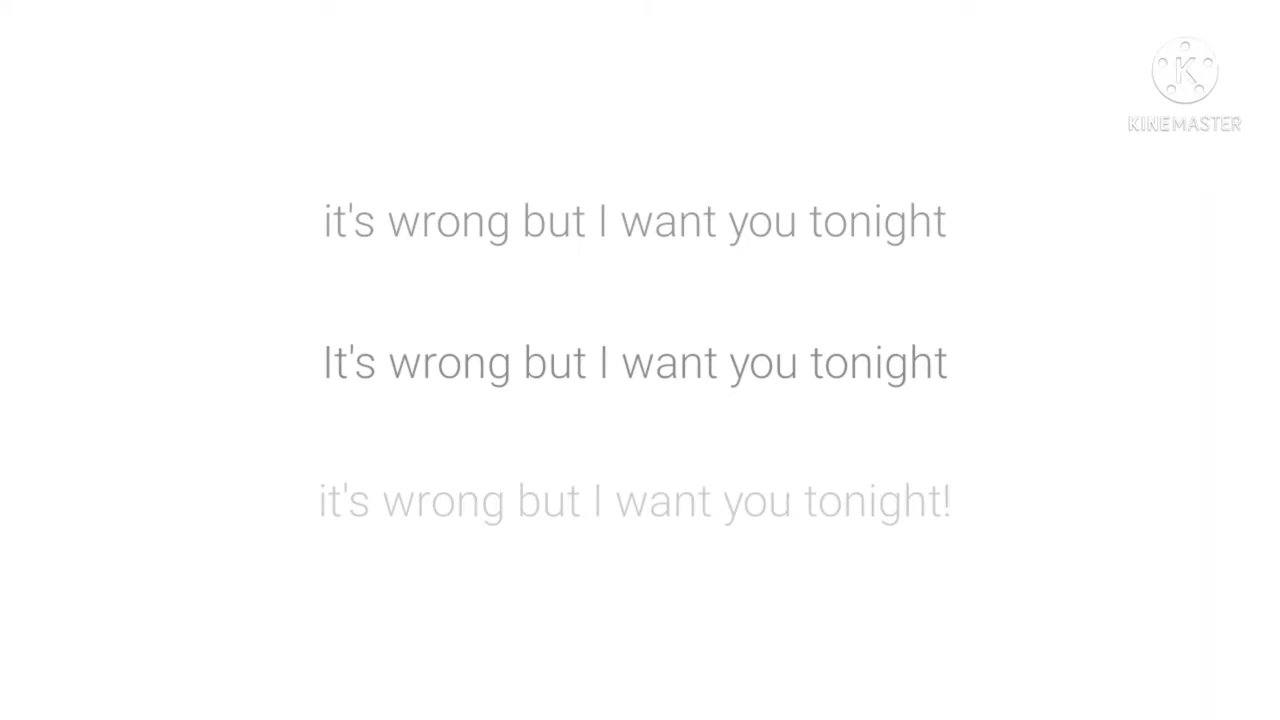 K
KINEMASTER
it's wrong but I want you tonight
It's wrong but I want you tonight
it's wrong but I want you tonight!